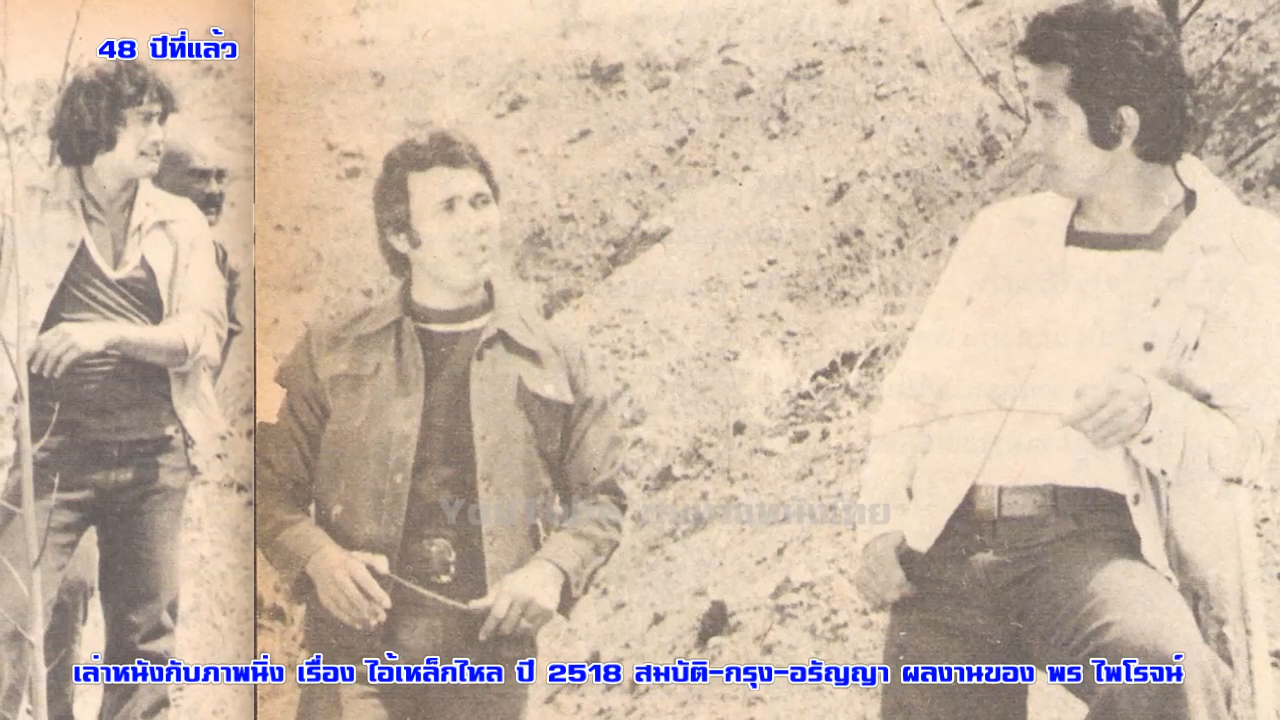 48 ปีที่แล้ว
YouTube
เล่าหนังกับภาพนิ่ง เรื่อง ไอ้เหล็กไหล ปี 2518 สมบัติ-กรุง-อรัญญา ผลงานของ พร ไพโรจน์